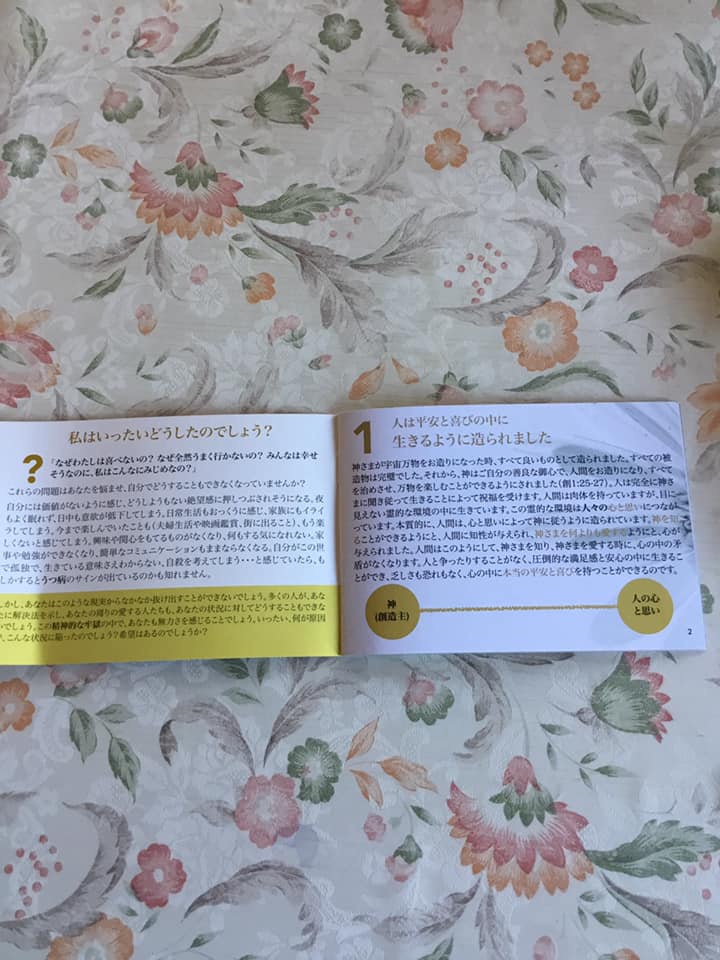 私はいったいどうしたのでしょう？
?
「なぜわたしは喜べないの？ なぜ全然うまく行かないの？ みんなは幸せ
そうなのに、私はこんなにみじめなの？」
これらの問題はあなたを悩ませ、自分でどうすることもできなくなっていませんか？
自分には価値がないように感じ、どうしようもない絶望感に押しつぶされそうになる。夜
もよく眠れず、日中も意欲が低下してしまう。日常生活もおっくうに感じ、家族にもイライ
ラしてしまう。今まで楽しんでいたことも（夫婦生活や映画鑑賞、街に出ること）、もう楽
しくないと感じてしまう。興味や関心をもてるものがなくなり、何もする気になれない。家
事や勉強ができなくなり、簡単なコミュニケーションもままならなくなる。自分がこの世
で孤独で、生きている意味さえわからない、自殺を考えてしまう・・・と感じていたら、も
しかするとうつ病のサインが出ているのかも知れません。
しかし、あなたはこのような現実からなかなか抜け出すことができないでしょう。多くの人が、あな
たに解決法を示し、あなたの周りの愛する人たちも、あなたの状況に対してどうすることもできな
いでしょう。この精神的な牢獄の中で、あなたも無力さを感じることでしょう。いったい、何が原因
で、こんな状況に陥ったのでしょう？希望はあるのでしょうか？
1
人は平安と喜びの中に
生きるように造られました
神さまが宇宙万物をお造りになった時、すべて良いものとして造られました。すべての被
造物は完璧でした。それから、神はご自分の善良な御心で、人間をお造りになり、すべて
を治めさせ、万物を楽しむことができるようにされました（創1:25-27）。人は完全に神さ
まに聞き従って生きることによって祝福を受けます。人間は肉体を持っていますが、目に
見えない霊的な環境の中に生きています。この霊的な環境は人々の心と思いにつなが
っています。本質的に、人間は、心と思いによって神に従うように造られています。神を知
ることができるようにと、人間に知性が与えられ、神さまを何よりも愛するようにと、心が
与えられました。人間はこのようにして、神さまを知り、神さまを愛する時に、心の中の矛
盾がなくなります。人と争ったりすることがなく、圧倒的な満足感と安心の中に生きるこ
とができ、乏しさも恐れもなく、心の中に本当の平安と喜びを持つことができるのです。
神
(創造主)
人の心
と思い
2